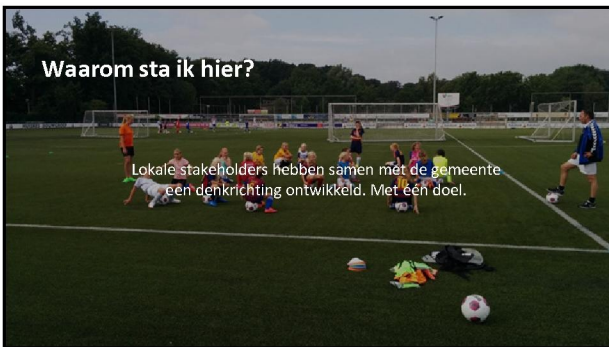 Waarom sta ik hier?
Lokale stakeholders hebben samen met de gemeente
een denkrichting ontwikkeld. Met één doel.